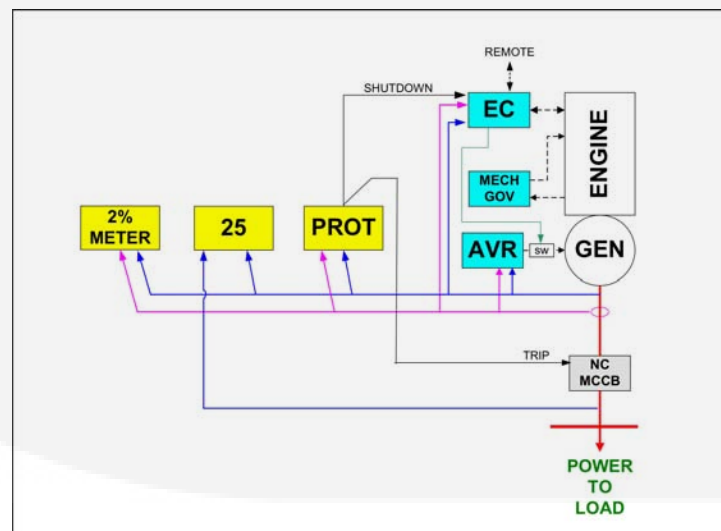 REMOTE
SHUTDOWN
EC
ENGINE
MECH
GOV
2%
METER
25
PROT
AVR
SW
GEN
TRIP
NC
MCCB
POWER
TO
LOAD